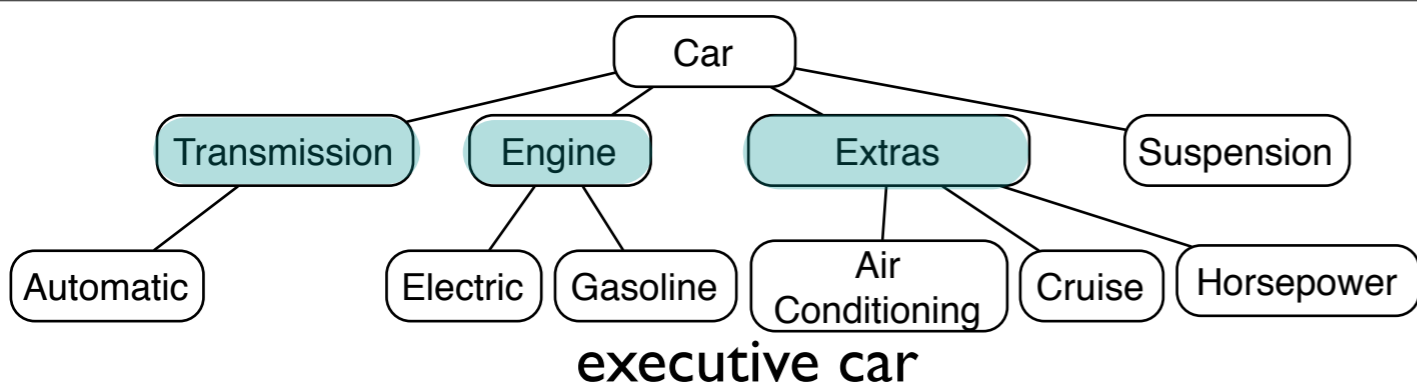 Car
Transmission
Engine
Extras
Suspension
Automatic
Electric
Gasoline
Air
Conditioning
Cruise
Horsepower
executive car